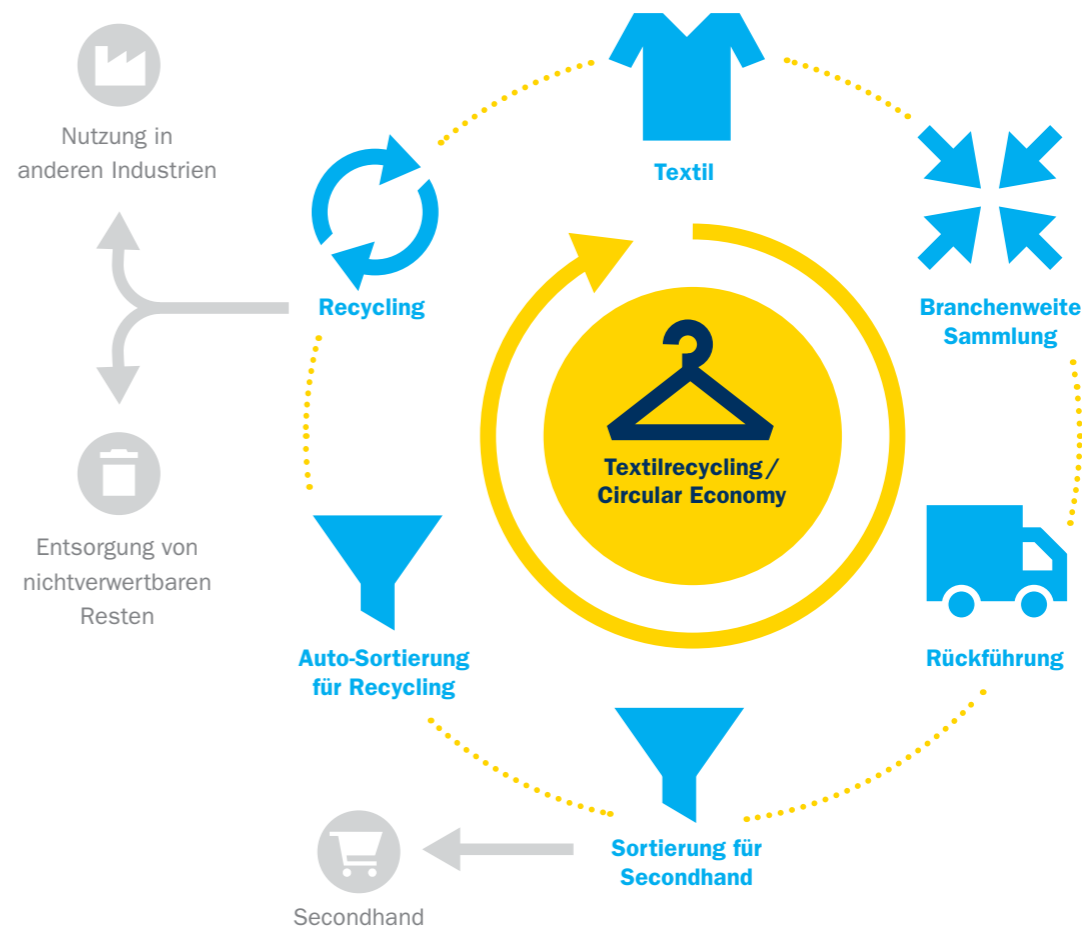 Nutzung in
anderen Industrien
Textil
Recycling
Branchenweite
Sammlung
Textilrecycling/
Circular Economy
Entsorgung von
nichtverwertbaren
Resten
Auto-Sortierung
für Recycling
Rückführung
Sortierung für
Secondhand
Secondhand